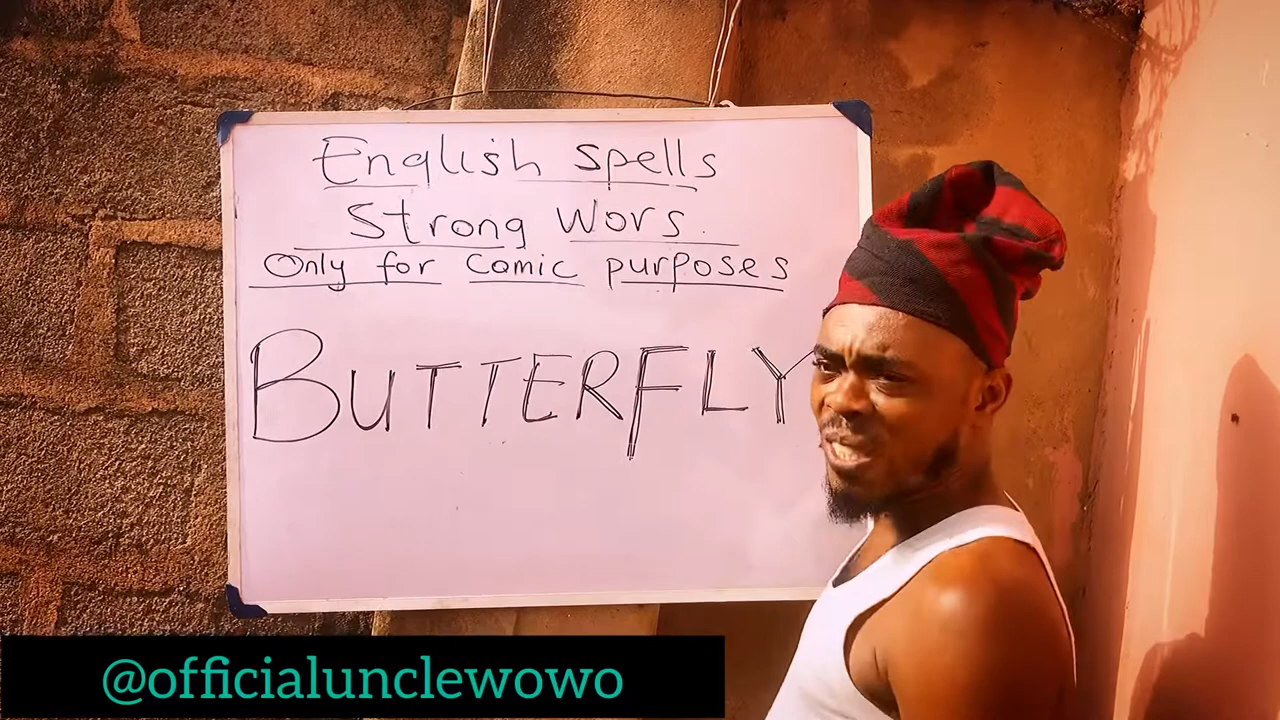 English spells
Strong Wors.
Only for Comic purposes
BUTTERFLY
@officialunclewowo